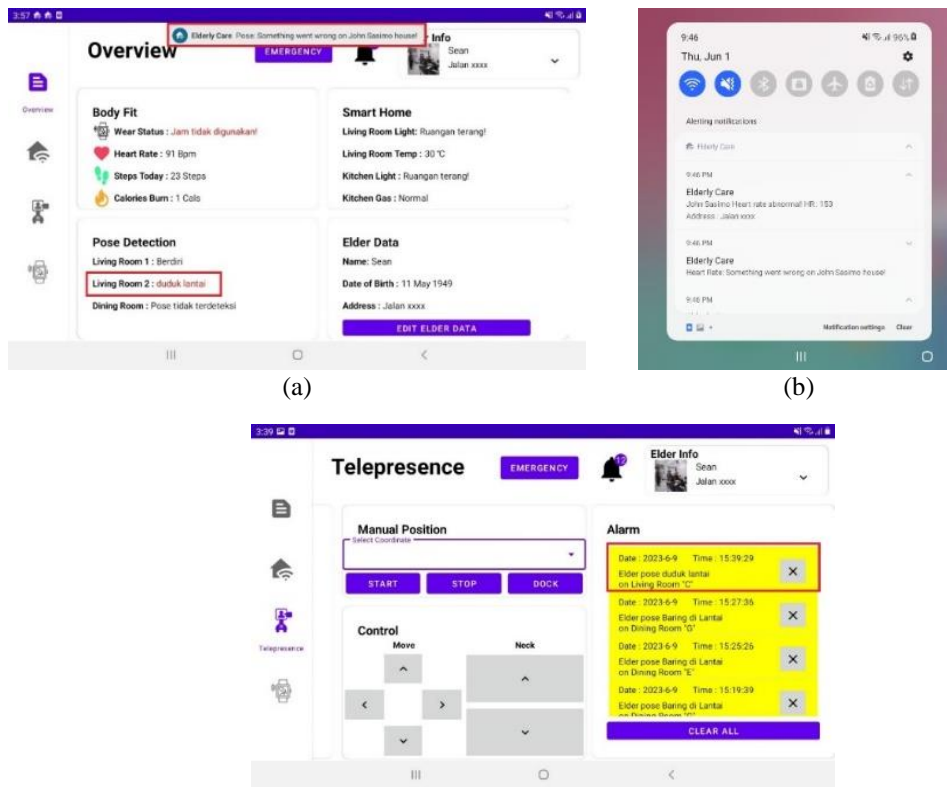 3:57
Elderly Care Pose: Something went wrong on John Sasimo house!
Overview
EMERGENCY
Info
Sean
Jalan xxxx
Overview
Body Fit
Wear Status : Jam tidak digunakan!
Heart Rate : 91 Bpm
Steps Today : 23 Steps
Calories Burn : 1 Cals
Smart Home
Living Room Light: Ruangan terang!
Living Room Temp : 30 °C
Kitchen Light : Ruangan terang!
Kitchen Gas : Normal
Pose Detection
Living Room 1 : Berdiri
Living Room 2 : duduk lantai
Dining Room : Pose tidak terdeteksi
Elder Data
Name: Sean
Date of Birth : 11 May 1949
Address : Jalan xxxx
EDIT ELDER DATA
(a)
9:46
96%
Thu, Jun 1
Alerting notifications
Elderly Care
9:46 PM
Elderly Care
John Sasimo Heart rate abnormal! HR: 153
Address : Jalan xxxx
9:46 PM
Elderly Care
Heart Rate: Something went wrong on John Sasimo house!
9:46 PM
Notification settings Clear
(b)
3:39
Telepresence
EMERGENCY
12
Elder Info
Sean
Jalan xxxx
Telepresence
Manual Position
Select Coordinate
START STOP DOCK
Control
Move Neck
Alarm
Date : 2023-6-9 Time : 15:39:29
Elder pose duduk lantai
on Living Room "C"
Date : 2023-6-9 Time : 15:27:36
Elder pose Baring di Lantai
on Dining Room "G"
Date : 2023-6-9 Time : 15:25:26
Elder pose Baring di Lantai
on Dining Room "E"
Date : 2023-6-9 Time : 15:19:39
Elder pose Baring di Lantai
on Dining Room
CLEAR ALL